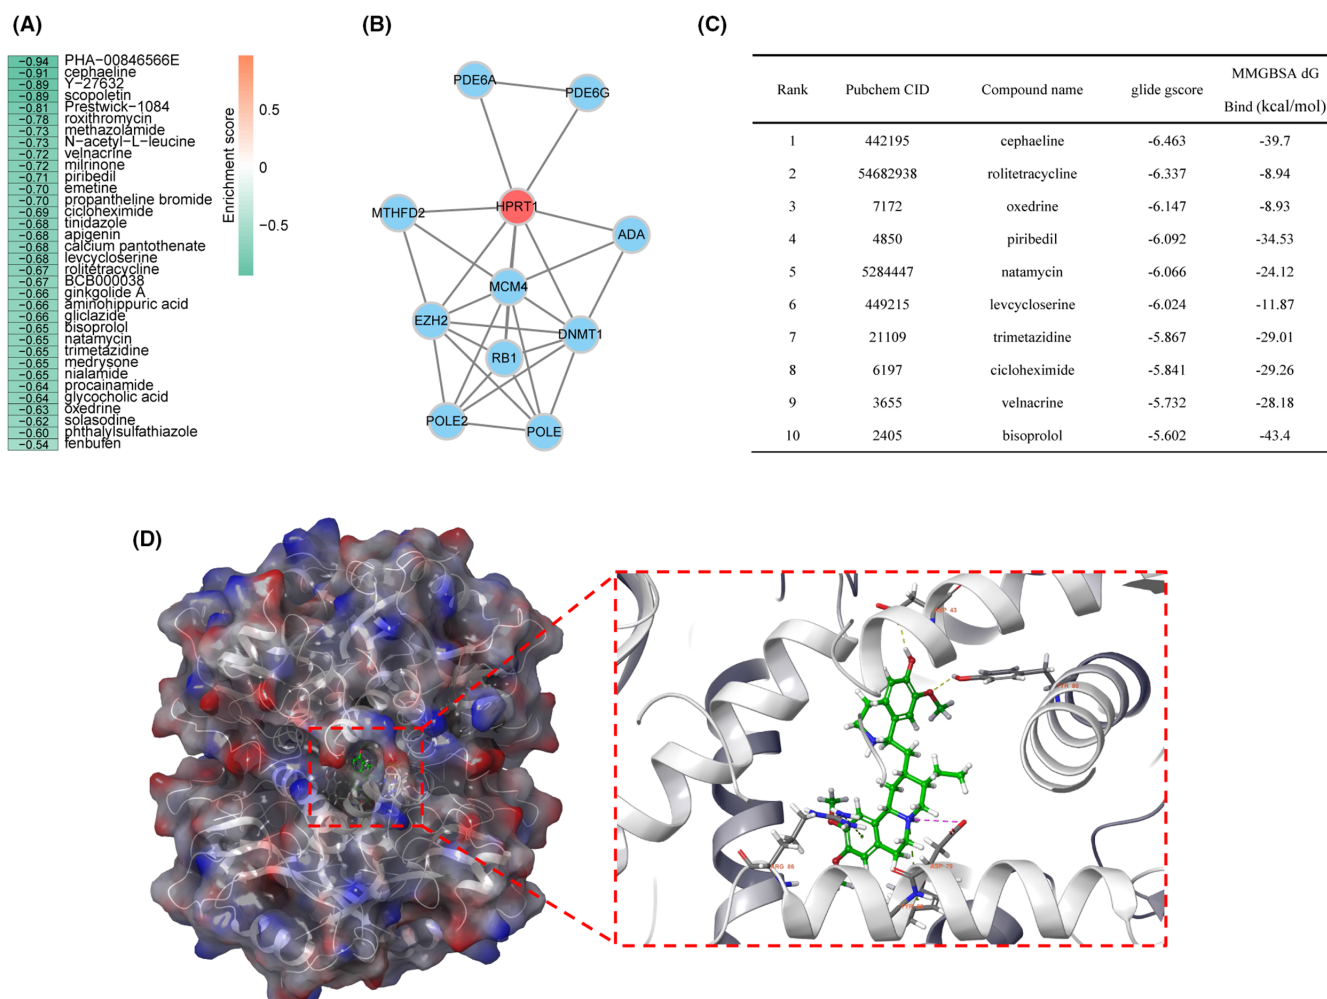 (A)
−0.94 PHA−00846566E
−0.91 cephaeline
−0.89 Y−27632
−0.89 scopoletin
−0.81 Prestwick−1084
−0.78 roxithromycin
−0.73 methazolamide
−0.73 N−acetyl−L−leucine
−0.72 velnacrine
−0.72 milrinone
−0.71 piribedil
−0.70 emetine
−0.70 propantheline bromide
−0.69 cicloheximide
−0.68 tinidazole
−0.68 apigenin
−0.68 calcium pantothenate
−0.68 levcycloserine
−0.67 rolitetracycline
−0.67 BCB000038
−0.66 ginkgolide A
−0.66 aminohippuric acid
−0.66 gliclazide
−0.65 bisoprolol
−0.65 natamycin
−0.65 trimetazidine
−0.65 medrysone
−0.65 nialamide
−0.64 procainamide
−0.64 glycocholic acid
−0.63 oxedrine
−0.62 solasodine
−0.60 phthalylsulfathiazole
−0.54 fenbufen
Enrichment score
0.5
0
−0.5
(B)
PDE6A
PDE6G
HPRT1
MTHFD2
ADA
MCM4
EZH2
DNMT1
RB1
POLE2
POLE
(C)
Rank Pubchem CID Compound name glide gscore MMGBSA dG
Bind (kcal/mol)
1 442195 cephaeline -6.463 -39.7
2 54682938 rolitetracycline -6.337 -8.94
3 7172 oxedrine -6.147 -8.93
4 4850 piribedil -6.092 -34.53
5 5284447 natamycin -6.066 -24.12
6 449215 levcycloserine -6.024 -11.87
7 21109 trimetazidine -5.867 -29.01
8 6197 cicloheximide -5.841 -29.26
9 3655 velnacrine -5.732 -28.18
10 2405 bisoprolol -5.602 -43.4
(D)
43
ASP 79